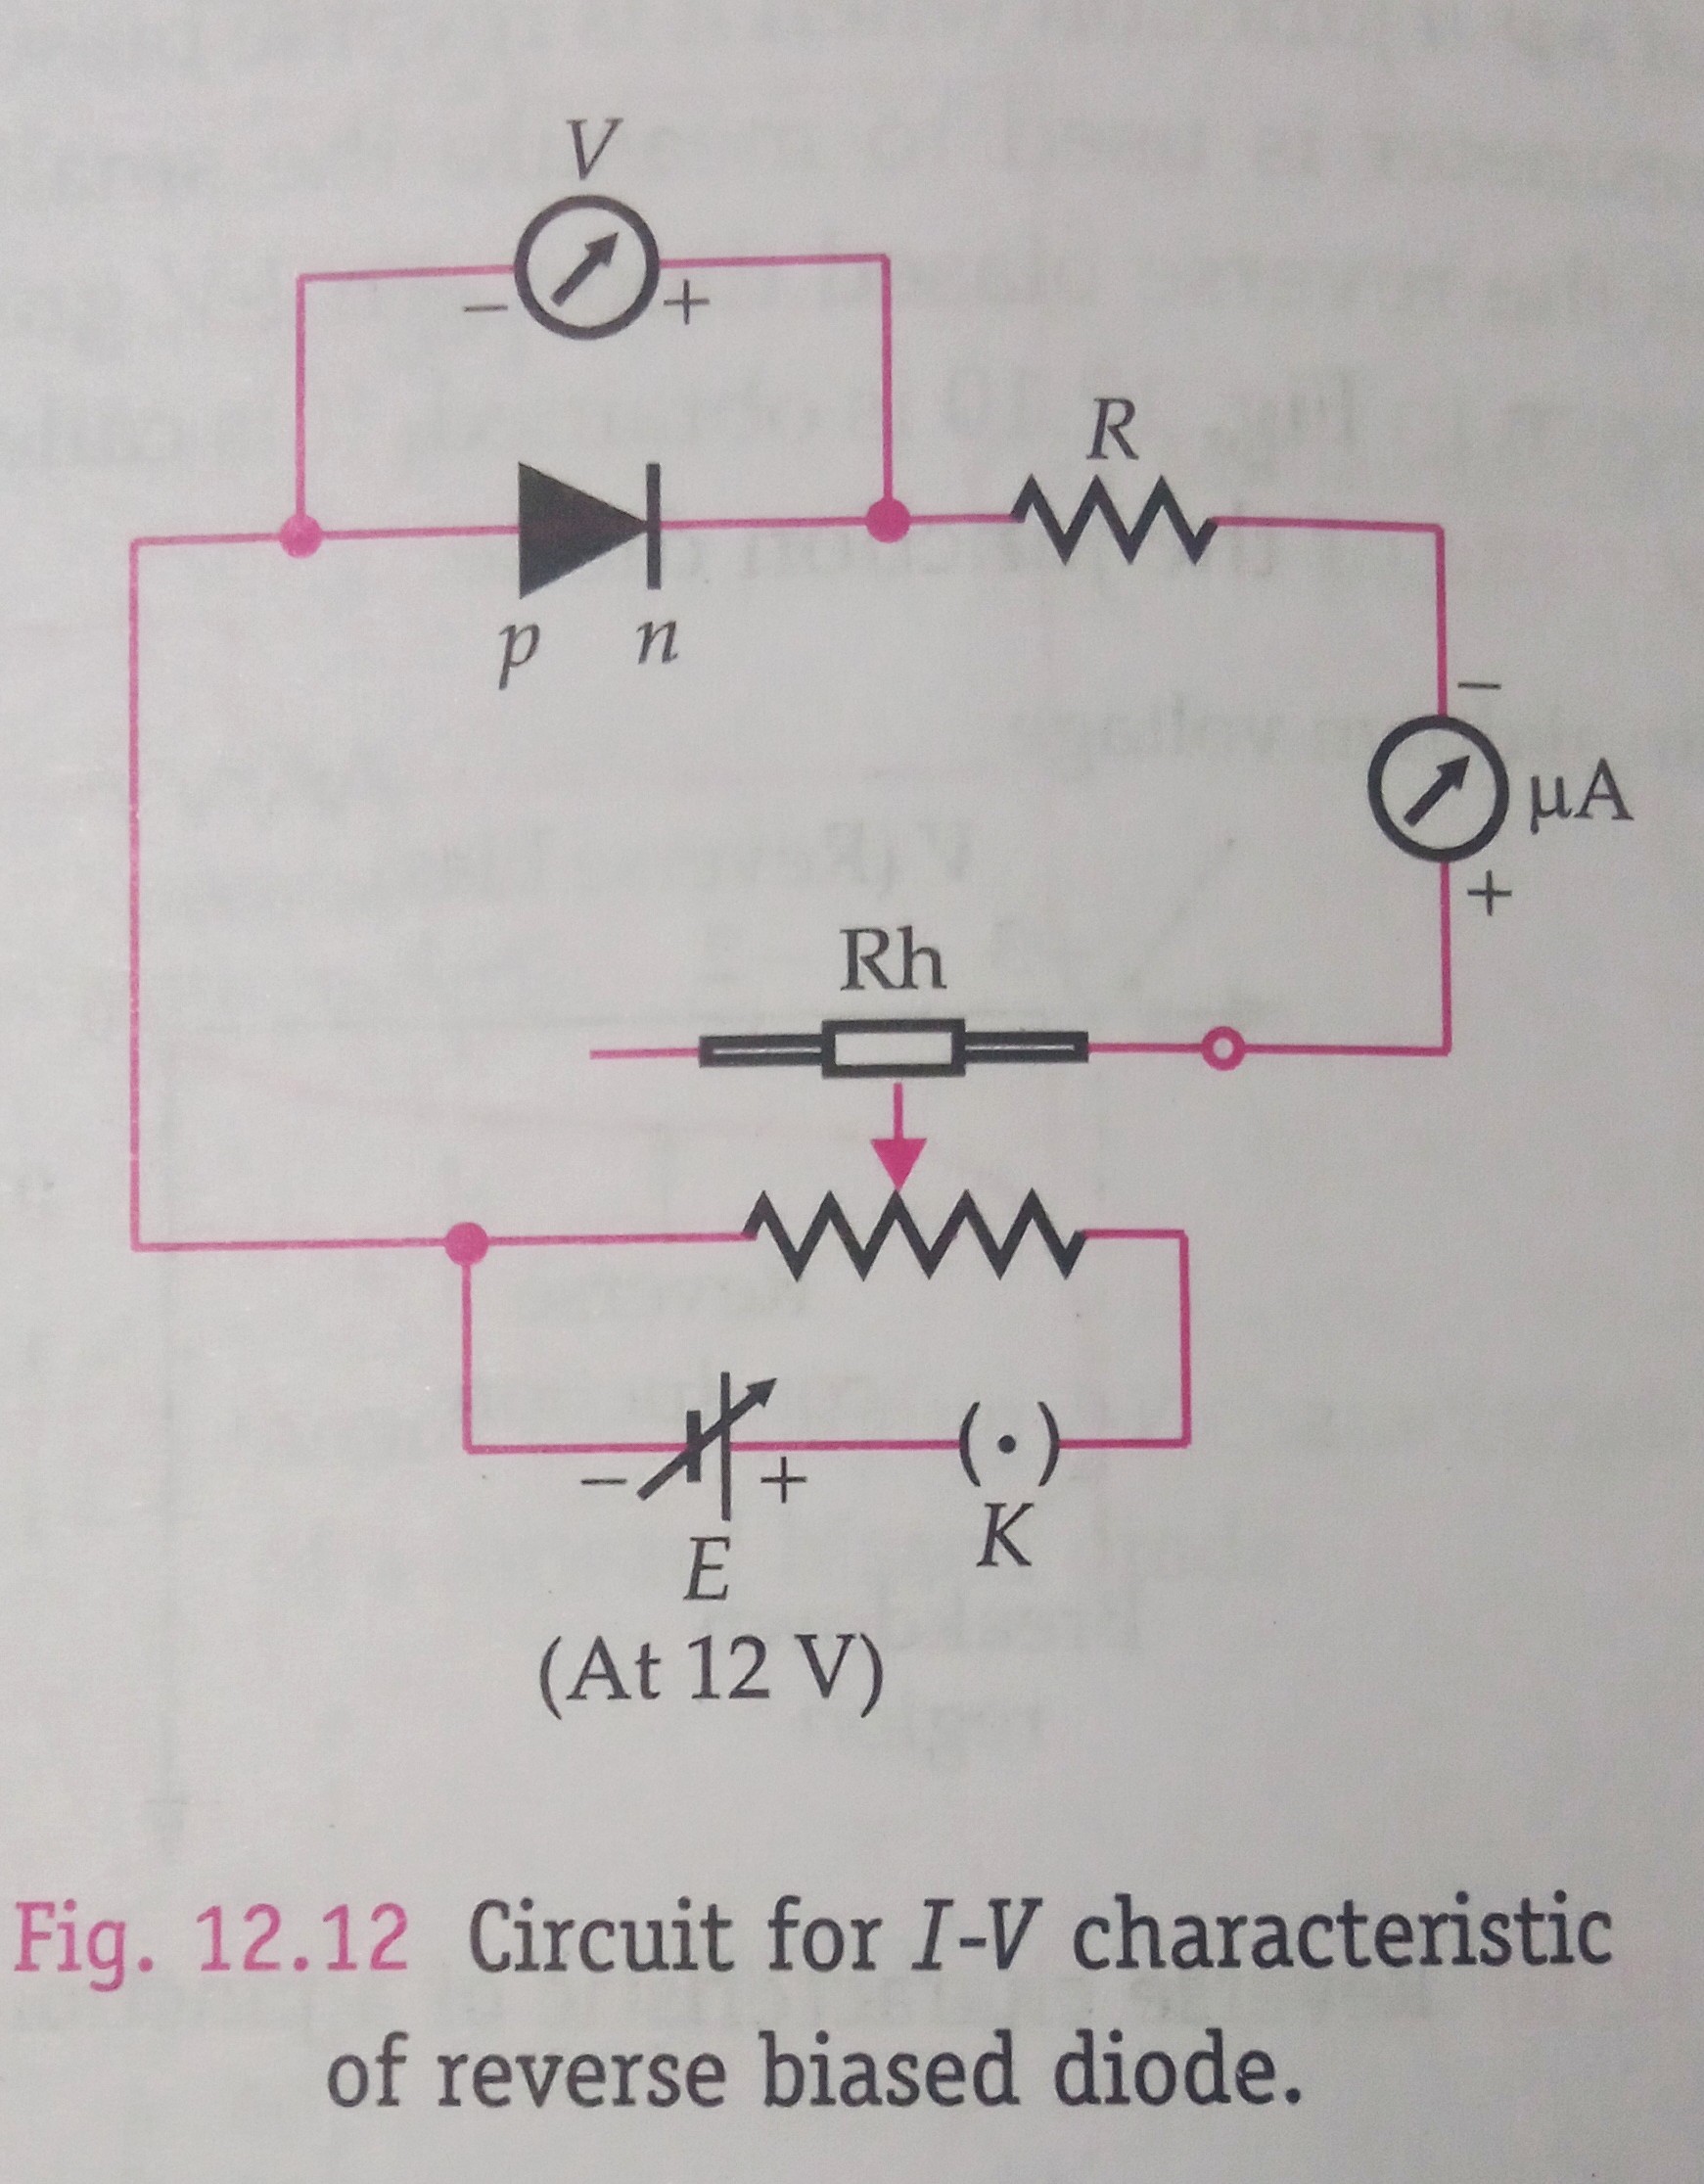 V
− +
R
p n
−
μA
+
Rh
− +
K
E
(At 12 V)
Fig. 12.12 Circuit for I-V characteristic
of reverse biased diode.